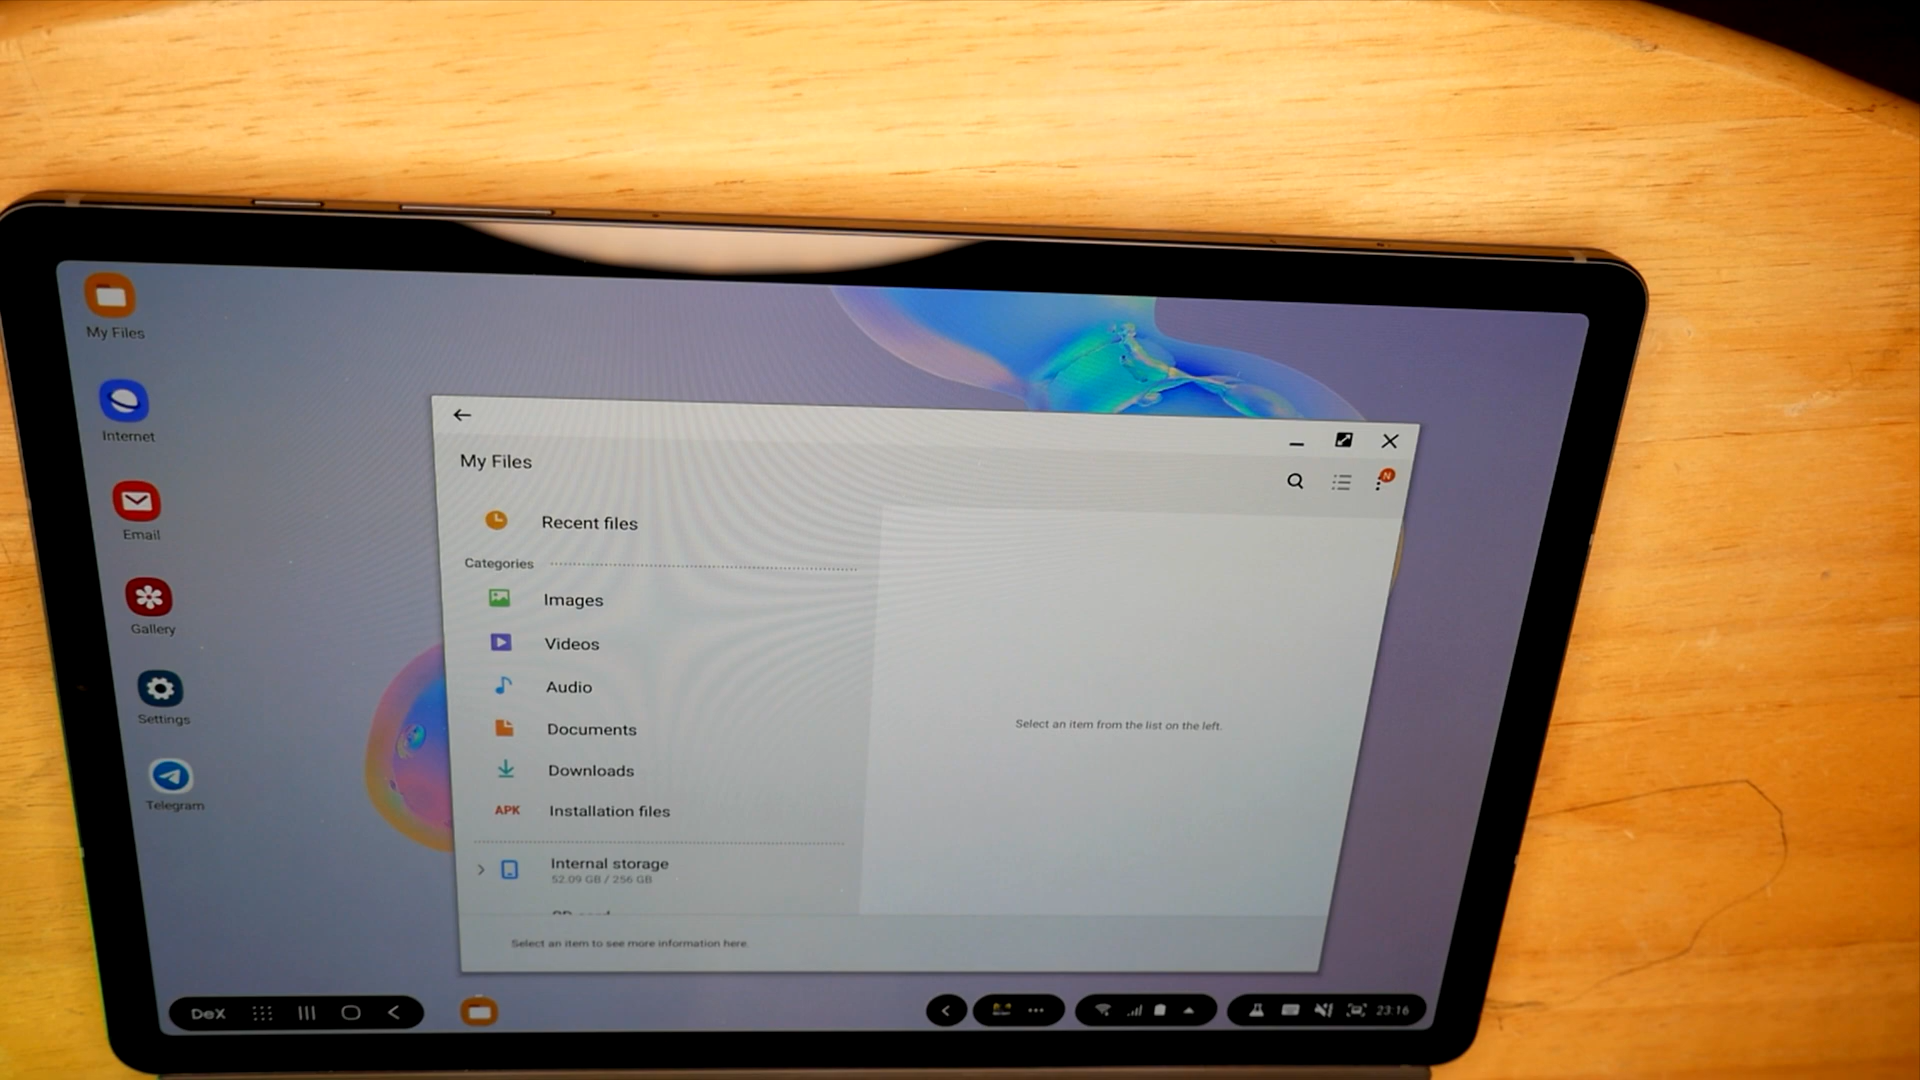 My Files
Internet
Email
Gallery
Settings
Telegram
My Files
N
Recent files
Categories
Images
Videos
Audio
Documents
Downloads
APK Installation files
Internal storage
52.09 GB / 256 GB
Select an item from the list on the left.
Select an item to see more information here.
DeX
23:16